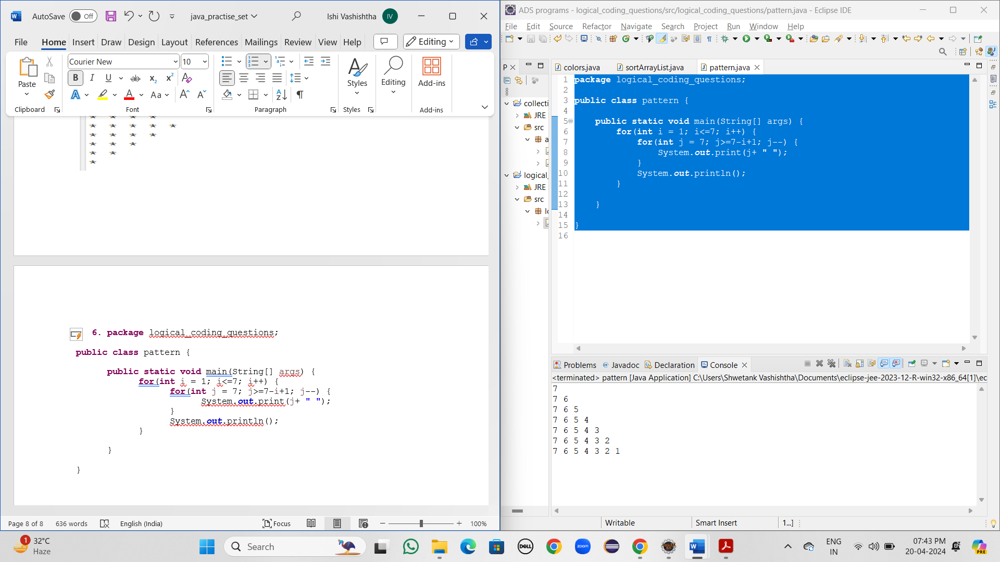 AutoSave Off java_practise_set Ishi Vashishtha IV
File Home Insert Draw Design Layout References Mailings Review View Help Editing
Paste
Clipboard
Courier New 10
B I U ab x₂ x² A
A A Aa A A
Font
Paragraph
Styles
Styles
Editing
Add-ins
Add-ins
* * * *
* * * * *
* * * *
* * *
* *
*
6. package logical_coding_questions;
public class pattern {
public static void main(String[] args) {
for(int i = 1; i<=7; i++) {
for(int j = 7; j>=7-i+1; j--) {
System.out.print(j+ " ");
}
System.out.println();
}
}
}
Page 8 of 8 636 words English (India) Focus 100%
ADS programs - logical_coding_questions/src/logical_coding_questions/pattern.java - Eclipse IDE
File Edit Source Refactor Navigate Search Project Run Window Help
P
collecti
JRE
src
a
logical_
JRE
src
lo
colors.java sortArrayList.java pattern.java
1 package logical_coding_questions;
2
3 public class pattern {
4
5 public static void main(String[] args) {
6 for(int i = 1; i<=7; i++) {
7 for(int j = 7; j>=7-i+1; j--) {
8 System.out.print(j+ " ");
9 }
10 System.out.println();
11 }
12
13 }
14
15 }
16
Problems Javadoc Declaration Console
<terminated> pattern [Java Application] C:\Users\Shwetank Vashishtha\Documents\eclipse-jee-2023-12-R-win32-x86_64[1]\ec
7
7 6
7 6 5
7 6 5 4
7 6 5 4 3
7 6 5 4 3 2
7 6 5 4 3 2 1
Writable Smart Insert 1...]
1 32°C
Haze
Search
DELL zoom
ENG
IN
07:43 PM
20-04-2024
PRE